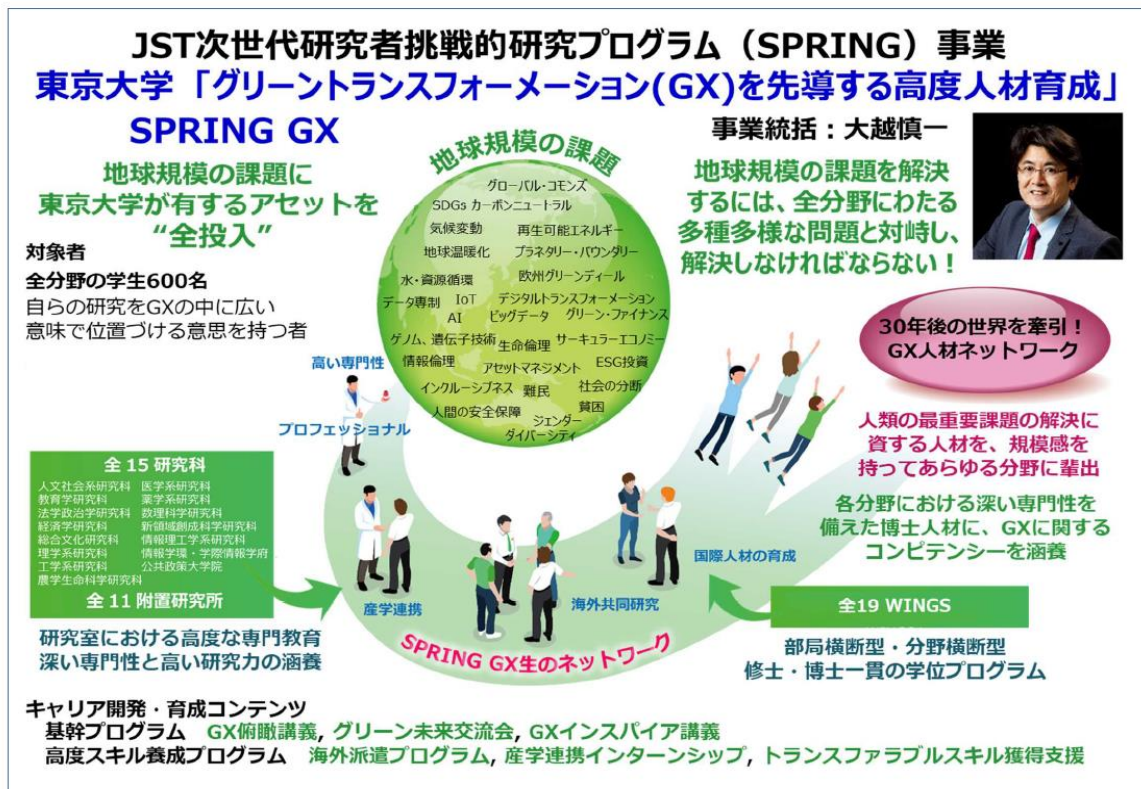 JST次世代研究者挑戦的研究プログラム（SPRING）事業
東京大学「グリーントランスフォーメーション(GX)を先導する高度人材育成」
SPRING GX
地球規模の課題に
東京大学が有するアセットを
“全投入”
対象者
全分野の学生600名
自らの研究をGXの中に広い
意味で位置づける意思を持つ者
地球規模の課題
グローバル・コモンズ
SDGs カーボンニュートラル
気候変動 再生可能エネルギー
地球温暖化 プラネタリー・バウンダリー
水・資源循環 欧州グリーンディール
データ専制 IoT デジタルトランスフォーメーション
AI ビッグデータ グリーン・ファイナンス
ゲノム、遺伝子技術 生命倫理 サーキュラーエコノミー
情報倫理 アセットマネジメント ESG投資
インクルーシブネス 難民 社会の分断
人間の安全保障 貧困
ジェンダー
ダイバーシティ
事業統括：大越慎一
地球規模の課題を解決
するには、全分野にわたる
多種多様な問題と対峙し、
解決しなければならない！
30年後の世界を牽引！
GX人材ネットワーク
人類の最重要課題の解決に
資する人材を、規模感を
持ってあらゆる分野に輩出
各分野における深い専門性を
備えた博士人材に、GXに関する
コンピテンシーを涵養
高い専門性
プロフェッショナル
全 15 研究科
人文社会系研究科 医学系研究科
教育学研究科 薬学系研究科
法学政治学研究科 数理科学研究科
経済学研究科 新領域創成科学研究科
総合文化研究科 情報理工学系研究科
理学系研究科 情報学環・学際情報学府
工学系研究科 公共政策大学院
農学生命科学研究科
全 11 附置研究所
研究室における高度な専門教育
深い専門性と高い研究力の涵養
産学連携
海外共同研究
国際人材の育成
SPRING GX生のネットワーク
全19 WINGS
部局横断型・分野横断型
修士・博士一貫の学位プログラム
キャリア開発・育成コンテンツ
基幹プログラム GX俯瞰講義, グリーン未来交流会, GXインスパイア講義
高度スキル養成プログラム 海外派遣プログラム, 産学連携インターンシップ, トランスファラブルスキル獲得支援